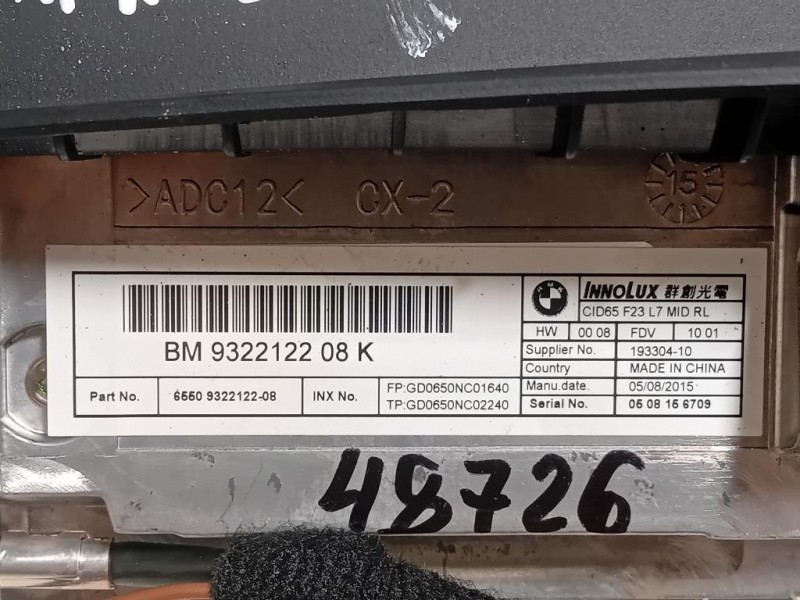 >ADC12< CX-2
15
BMW
INNOLUX 群創光電
CID65 F23 L7 MID RL
HW 00 08 FDV 10 01
BM 9322122 08 K
Supplier No. 193304-10
Country MADE IN CHINA
Manu.date 05/08/2015
Part No. 6550 9322122-08 INX No. FP:GD0650NC01640
TP:GD0650NC02240
Serial No. 05 08 15 6709
48726